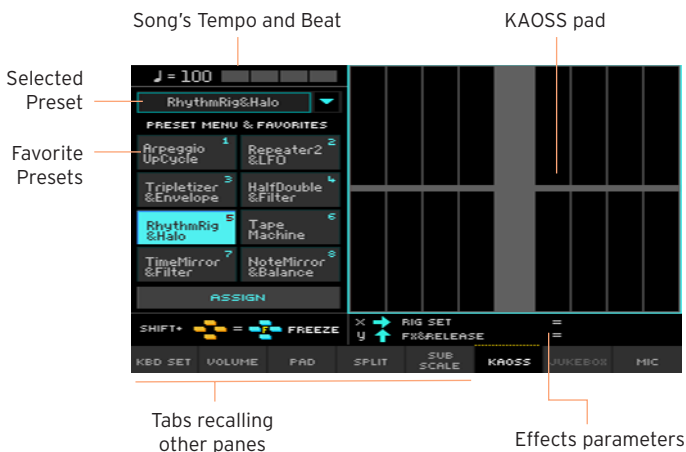 Song's Tempo and Beat
KAOSS pad
♩ = 100
Selected
Preset
RhythmRig&Halo
PRESET MENU & FAVORITES
Favorite
Presets
Arpeggio
UpCycle 1
Repeater2
&LFO 2
Tripletizer
&Envelope 3
HalfDouble
&Filter 4
RhythmRig
&Halo 5
Tape
Machine 6
TimeMirror
&Filter 7
NoteMirror
&Balance 8
ASSIGN
SHIFT+ = F FREEZE
x RIG SET =
y FX&RELEASE =
KBD SET VOLUME PAD SPLIT SUB SCALE KAOSS JUKEBOX MIC
Tabs recalling
other panes
Effects parameters